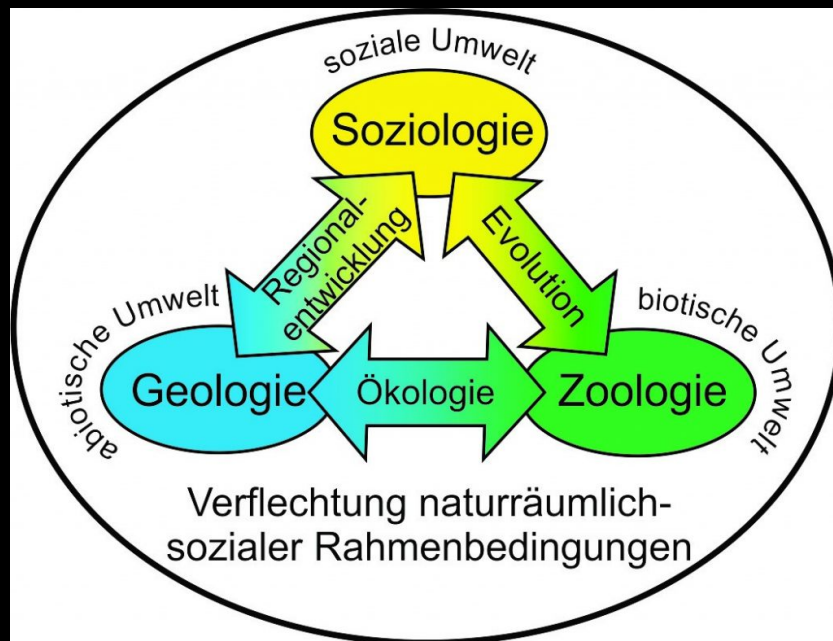 soziale Umwelt
Soziologie
Regional-
entwicklung
Evolution
abiotische Umwelt
biotische Umwelt
Geologie
Ökologie
Zoologie
Verflechtung naturräumlich-
sozialer Rahmenbedingungen